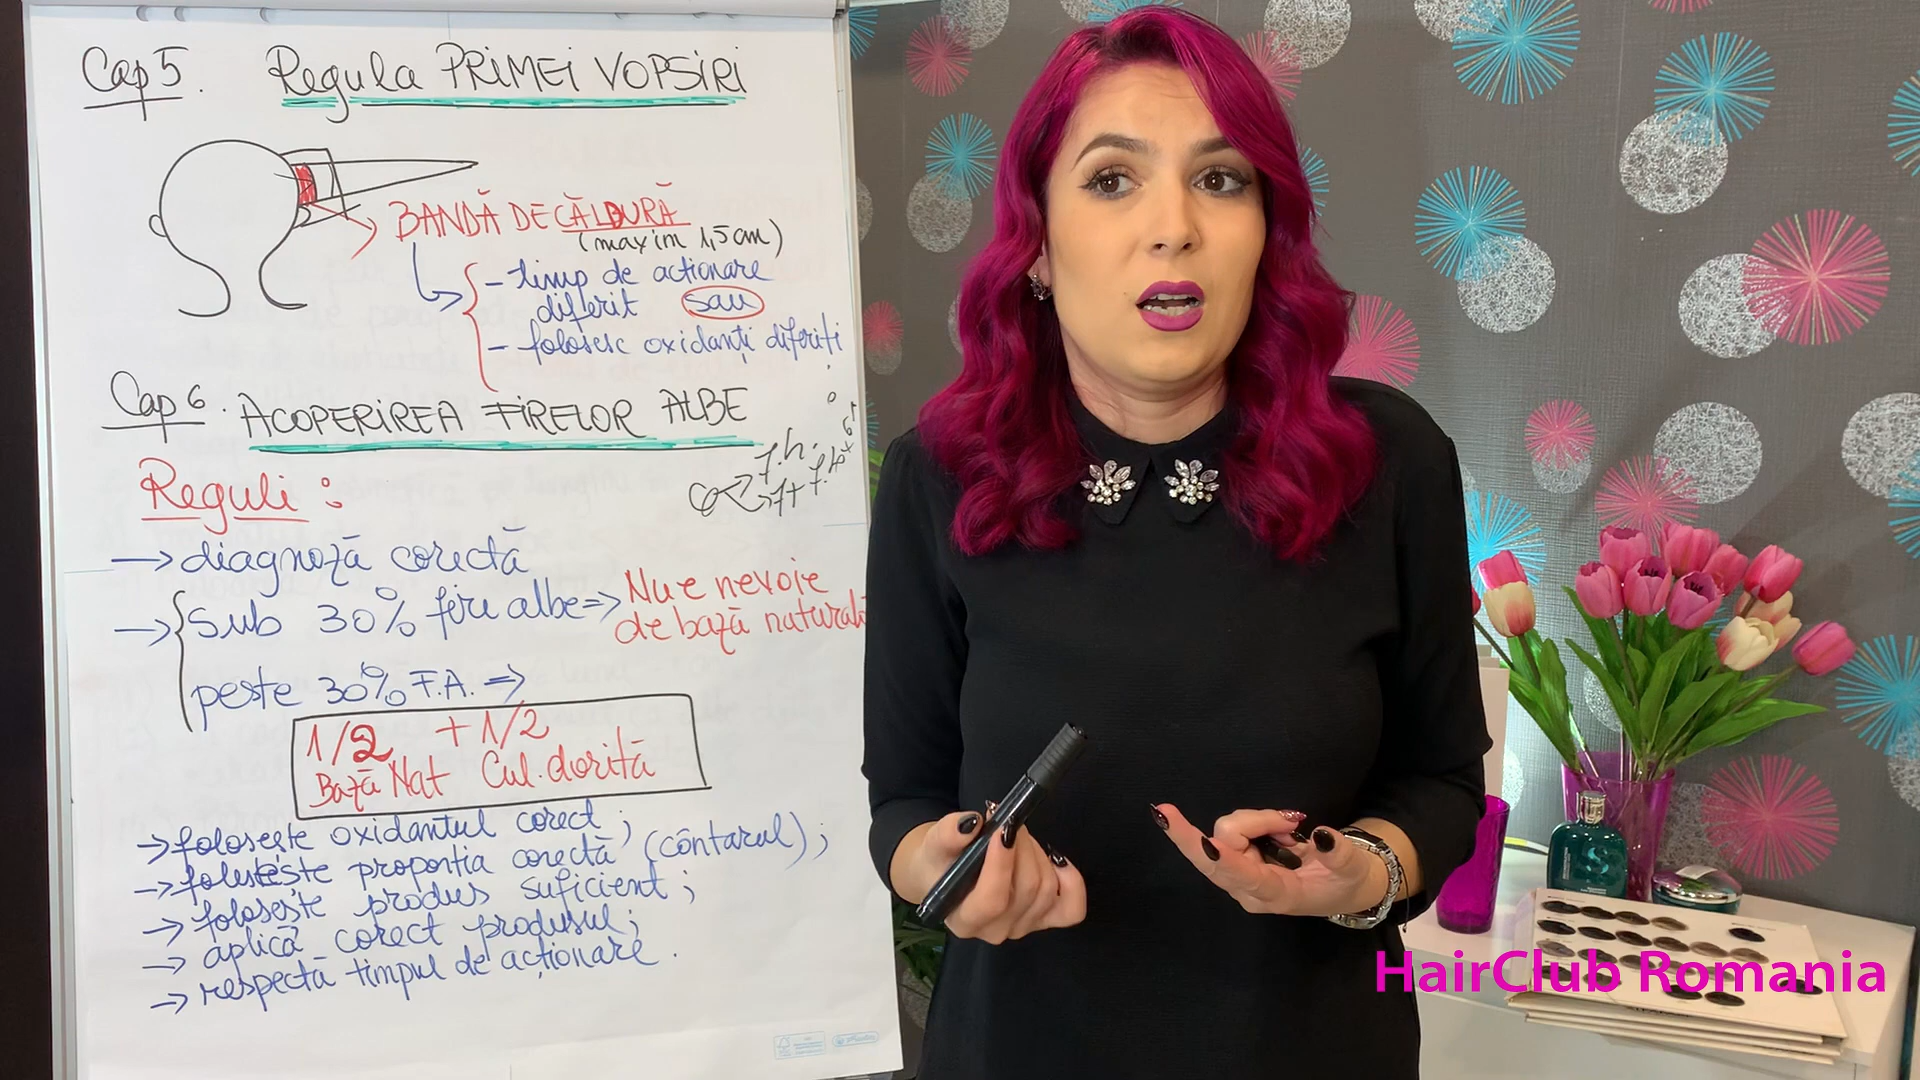 Cap 5. Regula PRIMEI VOPSIRI
BANDĂ DE CĂLDURĂ
(maxim 1,5 cm)
- timp de acționare
diferit sau
- folosesc oxidanți diferiți
Cap 6. ACOPERIREA FIRELOR ALBE
7.h.
Reguli:
→ diagnoză corectă
→ Sub 30% fire albe => Nu e nevoie
de bază naturală
peste 30% F.A. =>
1/2 + 1/2
Bază Nat Cul. dorită
→ folosește oxidantul corect;
→ folosește proporția corectă (cântarul);
→ folosește produs suficient;
→ aplică corect produsul;
→ respectă timpul de acționare.
HairClub Romania